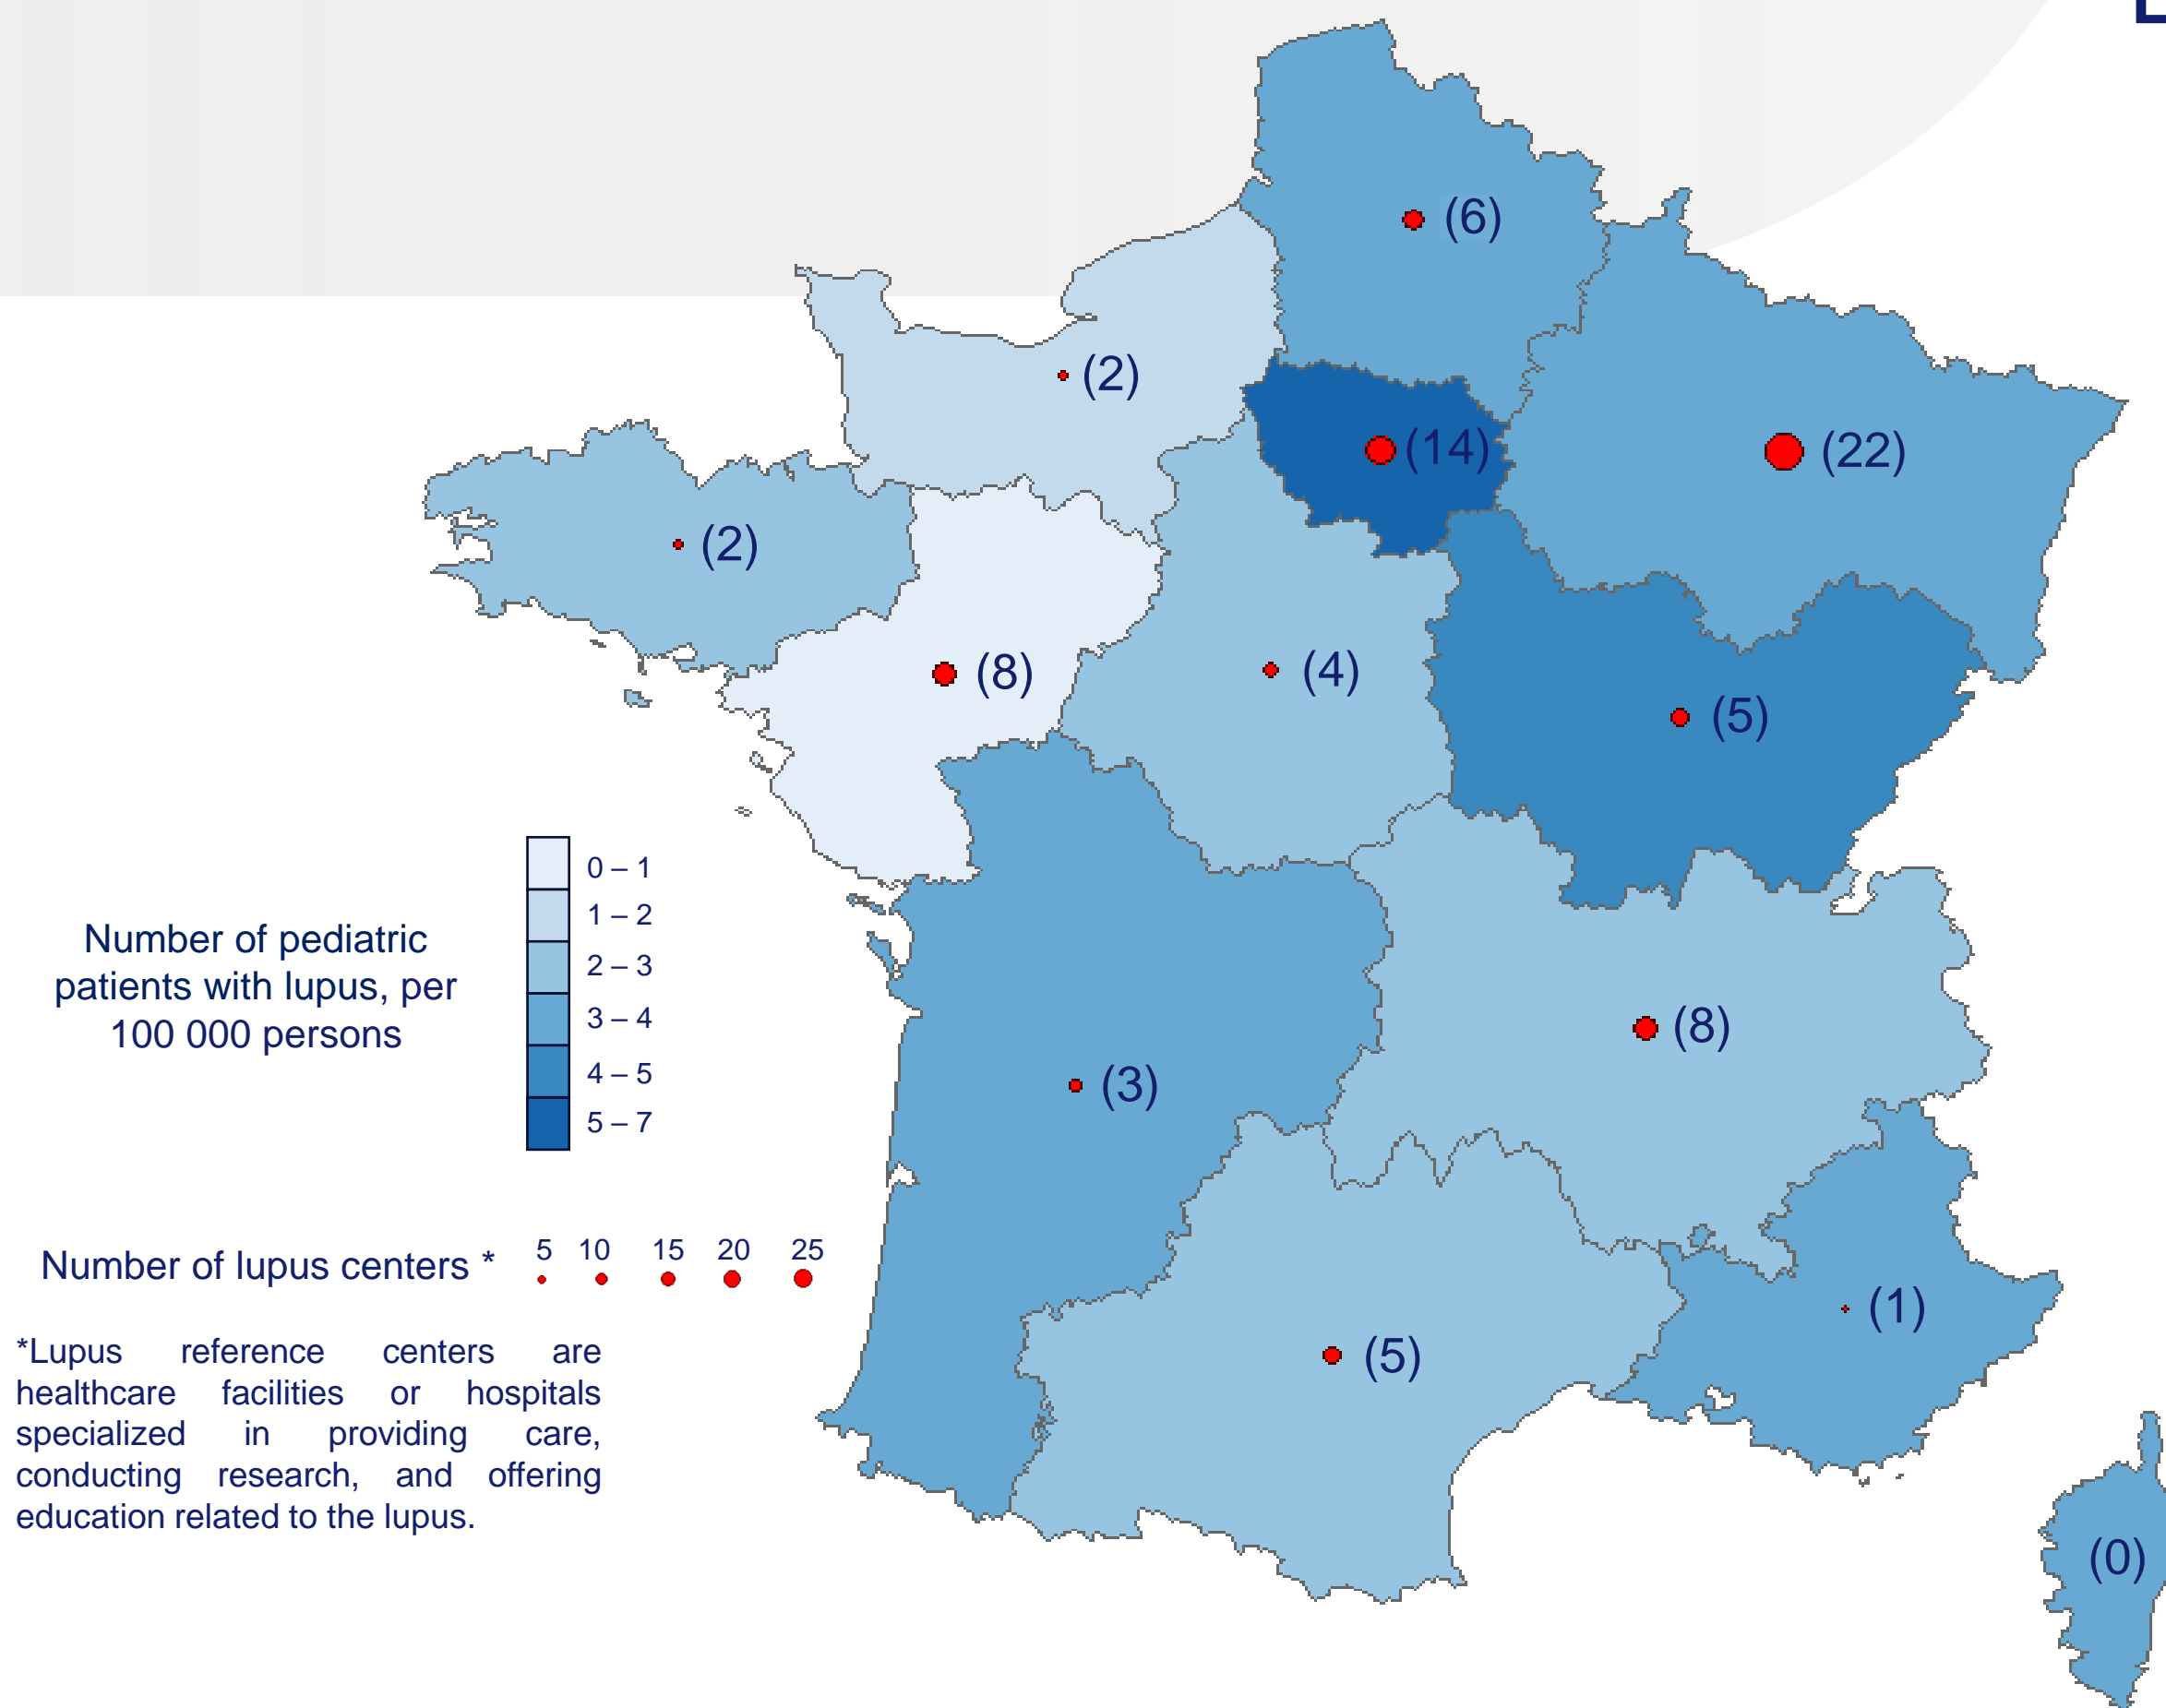 (6)
(2)
(14)
(22)
(2)
(8)
(4)
(5)
0 – 1
1 – 2
2 – 3
3 – 4
4 – 5
5 – 7
Number of pediatric
patients with lupus, per
100 000 persons
(8)
(3)
(1)
(5)
(0)
5 10 15 20 25
Number of lupus centers *
*Lupus reference centers are
healthcare facilities or hospitals
specialized in providing care,
conducting research, and offering
education related to the lupus.